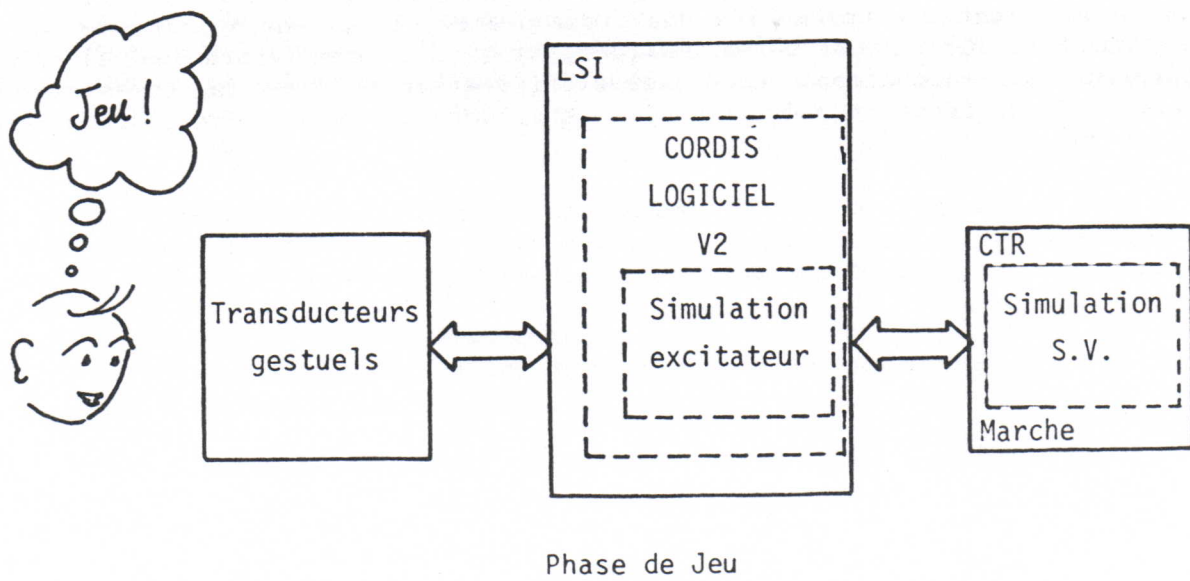 Jeu !
Transducteurs
gestuels
LSI
CORDIS
LOGICIEL
V2
Simulation
excitateur
CTR
Simulation
S.V.
Marche
Phase de Jeu